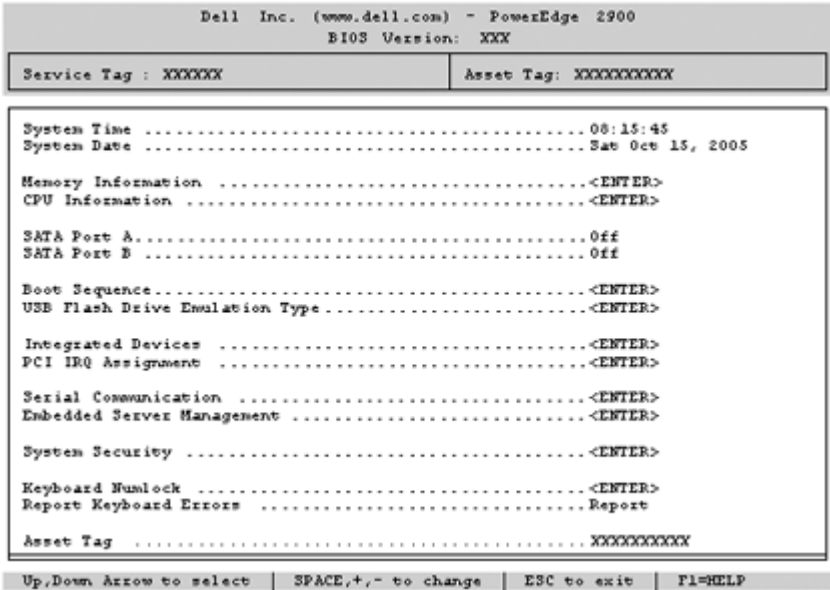 Dell Inc. (www.dell.com) - PowerEdge 2900
BIOS Version: XXX
Service Tag : XXXXXX Asset Tag: XXXXXXXXXX
System Time ............................................ 08:15:45
System Date ............................................ Sat Oct 15, 2005
Memory Information ..................................... <ENTER>
CPU Information ........................................ <ENTER>
SATA Port A............................................. Off
SATA Port B ............................................ Off
Boot Sequence........................................... <ENTER>
USB Flash Drive Emulation Type.......................... <ENTER>
Integrated Devices ..................................... <ENTER>
PCI IRQ Assignment ..................................... <ENTER>
Serial Communication ................................... <ENTER>
Embedded Server Management ............................. <ENTER>
System Security ........................................ <ENTER>
Keyboard Numlock ....................................... <ENTER>
Report Keyboard Errors ................................. Report
Asset Tag .............................................. XXXXXXXXXX
Up,Down Arrow to select SPACE,+,- to change ESC to exit F1=HELP